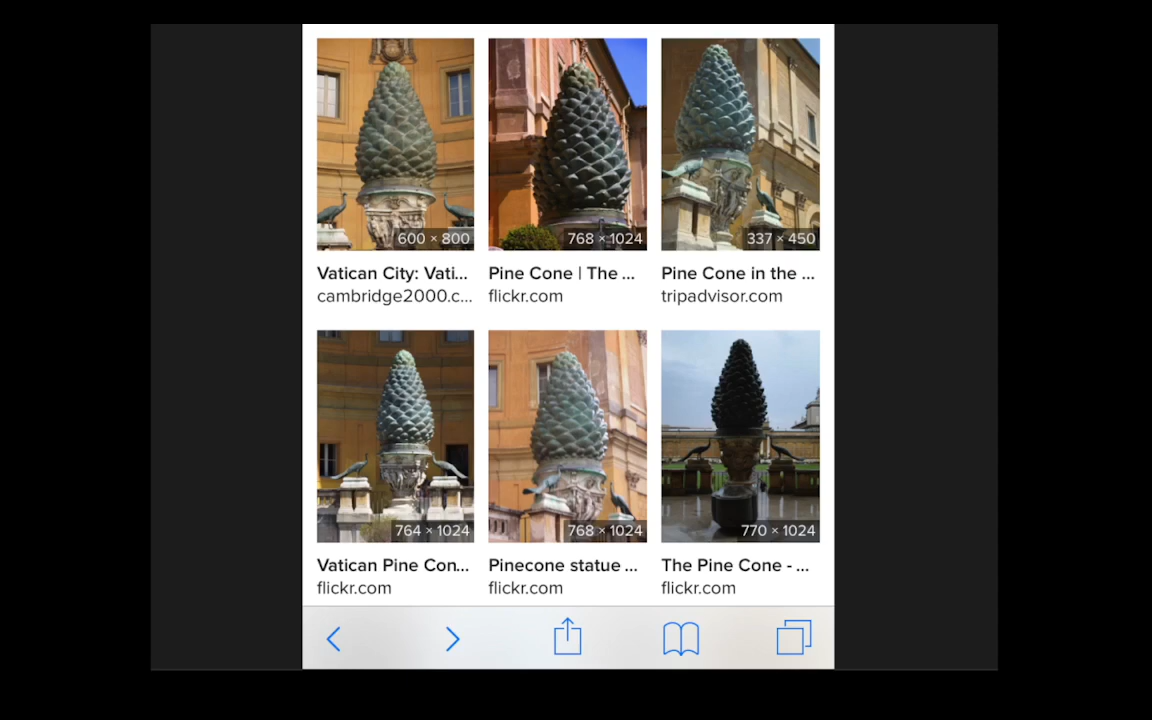 600 × 800
768 × 1024
337 × 450
Vatican City: Vati...
Pine Cone | The ...
Pine Cone in the ...
cambridge2000.c...
flickr.com
tripadvisor.com
764 × 1024
768 × 1024
770 × 1024
Vatican Pine Con...
Pinecone statue ...
The Pine Cone - ...
flickr.com
flickr.com
flickr.com